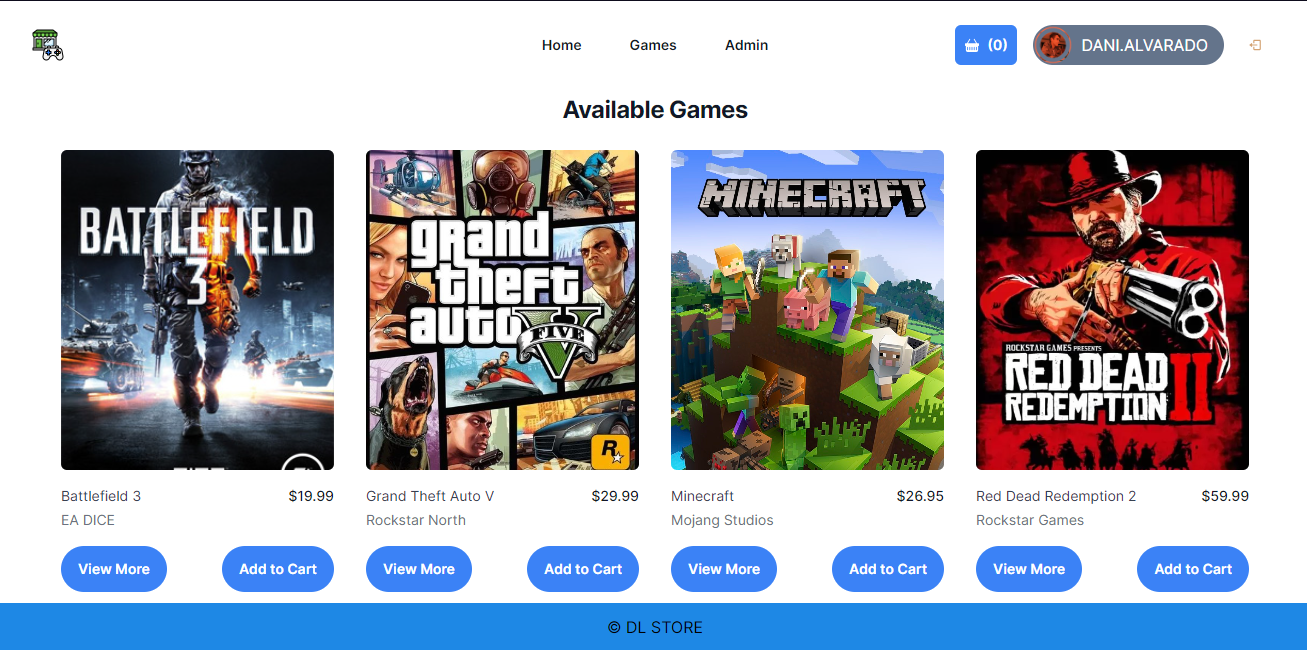 Home Games Admin (0) DANI.ALVARADO
Available Games
BATTLEFIELD
3
grand
theft
auto
FIVE
V
R
MINECRAFT
ROCKSTAR GAMES PRESENTS
RED DEAD
REDEMPTION II
Battlefield 3 $19.99
EA DICE
View More Add to Cart
Grand Theft Auto V $29.99
Rockstar North
View More Add to Cart
Minecraft $26.95
Mojang Studios
View More Add to Cart
Red Dead Redemption 2 $59.99
Rockstar Games
View More Add to Cart
© DL STORE